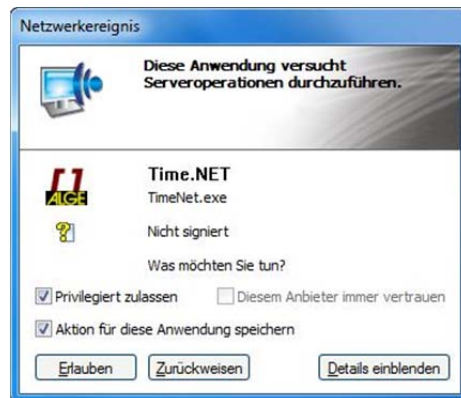 Netzwerkereignis
Diese Anwendung versucht
Serveroperationen durchzuführen.
ALGE
Time.NET
TimeNet.exe
Nicht signiert
Was möchten Sie tun?
Privilegiert zulassen
Diesem Anbieter immer vertrauen
Aktion für diese Anwendung speichern
Erlauben
Zurückweisen
Details einblenden